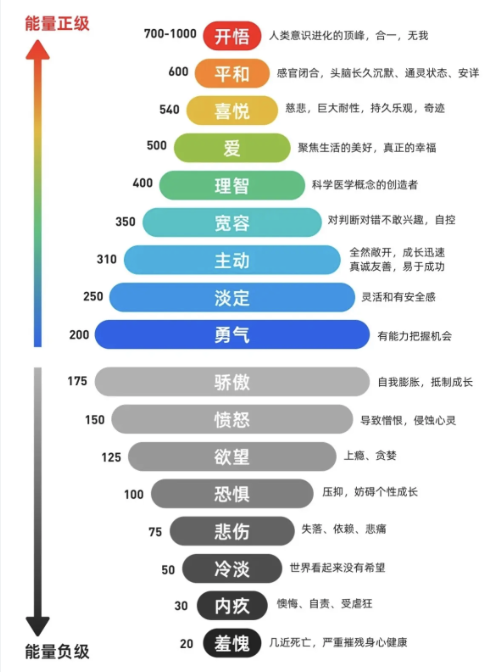 能量正级
700-1000 开悟 人类意识进化的顶峰，合一，无我
600 平和 感官闭合，头脑长久沉默、通灵状态、安详
540 喜悦 慈悲，巨大耐性，持久乐观，奇迹
500 爱 聚焦生活的美好，真正的幸福
400 理智 科学医学概念的创造者
350 宽容 对判断对错不敢兴趣，自控
310 主动 全然敞开，成长迅速
真诚友善，易于成功
250 淡定 灵活和有安全感
200 勇气 有能力把握机会
175 骄傲 自我膨胀，抵制成长
150 愤怒 导致憎恨，侵蚀心灵
125 欲望 上瘾、贪婪
100 恐惧 压抑，妨碍个性成长
75 悲伤 失落、依赖、悲痛
50 冷淡 世界看起来没有希望
30 内疚 懊悔、自责、受虐狂
20 羞愧 几近死亡，严重摧残身心健康
能量负级